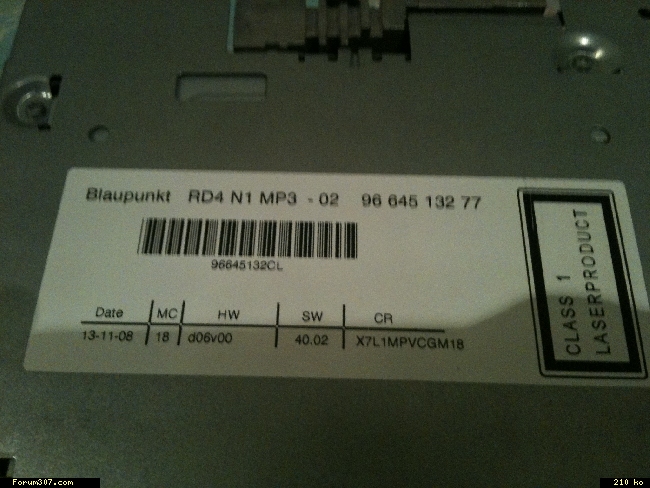 Blaupunkt RD4 N1 MP3 - 02 96 645 132 77
96645132CL
Date MC HW SW CR
13-11-08 18 d06v00 40.02 X7L1MPVCGM18
CLASS 1
LASERPRODUCT
Forum307.com
210 ko